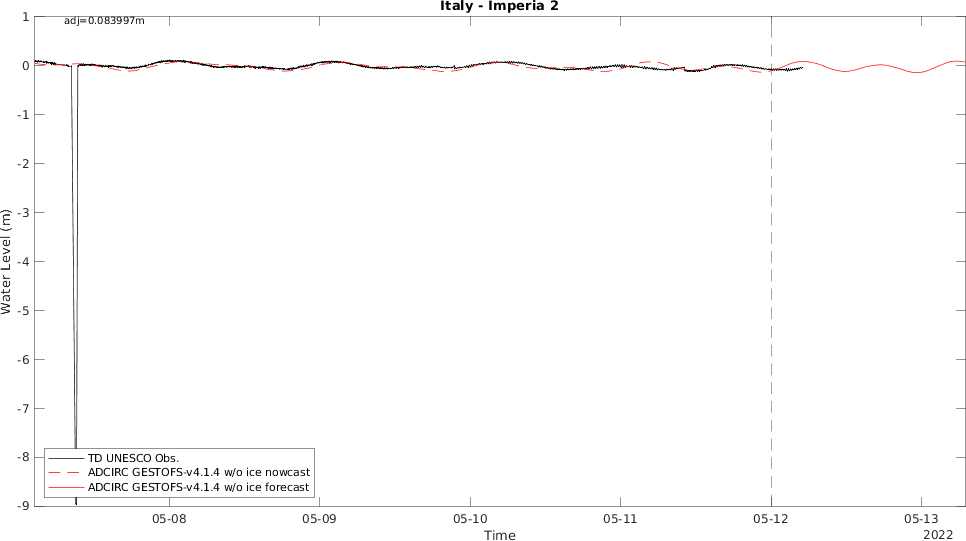 Italy - Imperia 2
adj=0.083997m
1
0
-1
-2
-3
-4
-5
-6
-7
-8
-9
Water Level (m)
TD UNESCO Obs.
ADCIRC GESTOFS-v4.1.4 w/o ice nowcast
ADCIRC GESTOFS-v4.1.4 w/o ice forecast
05-08
05-09
05-10
05-11
05-12
05-13
Time
2022